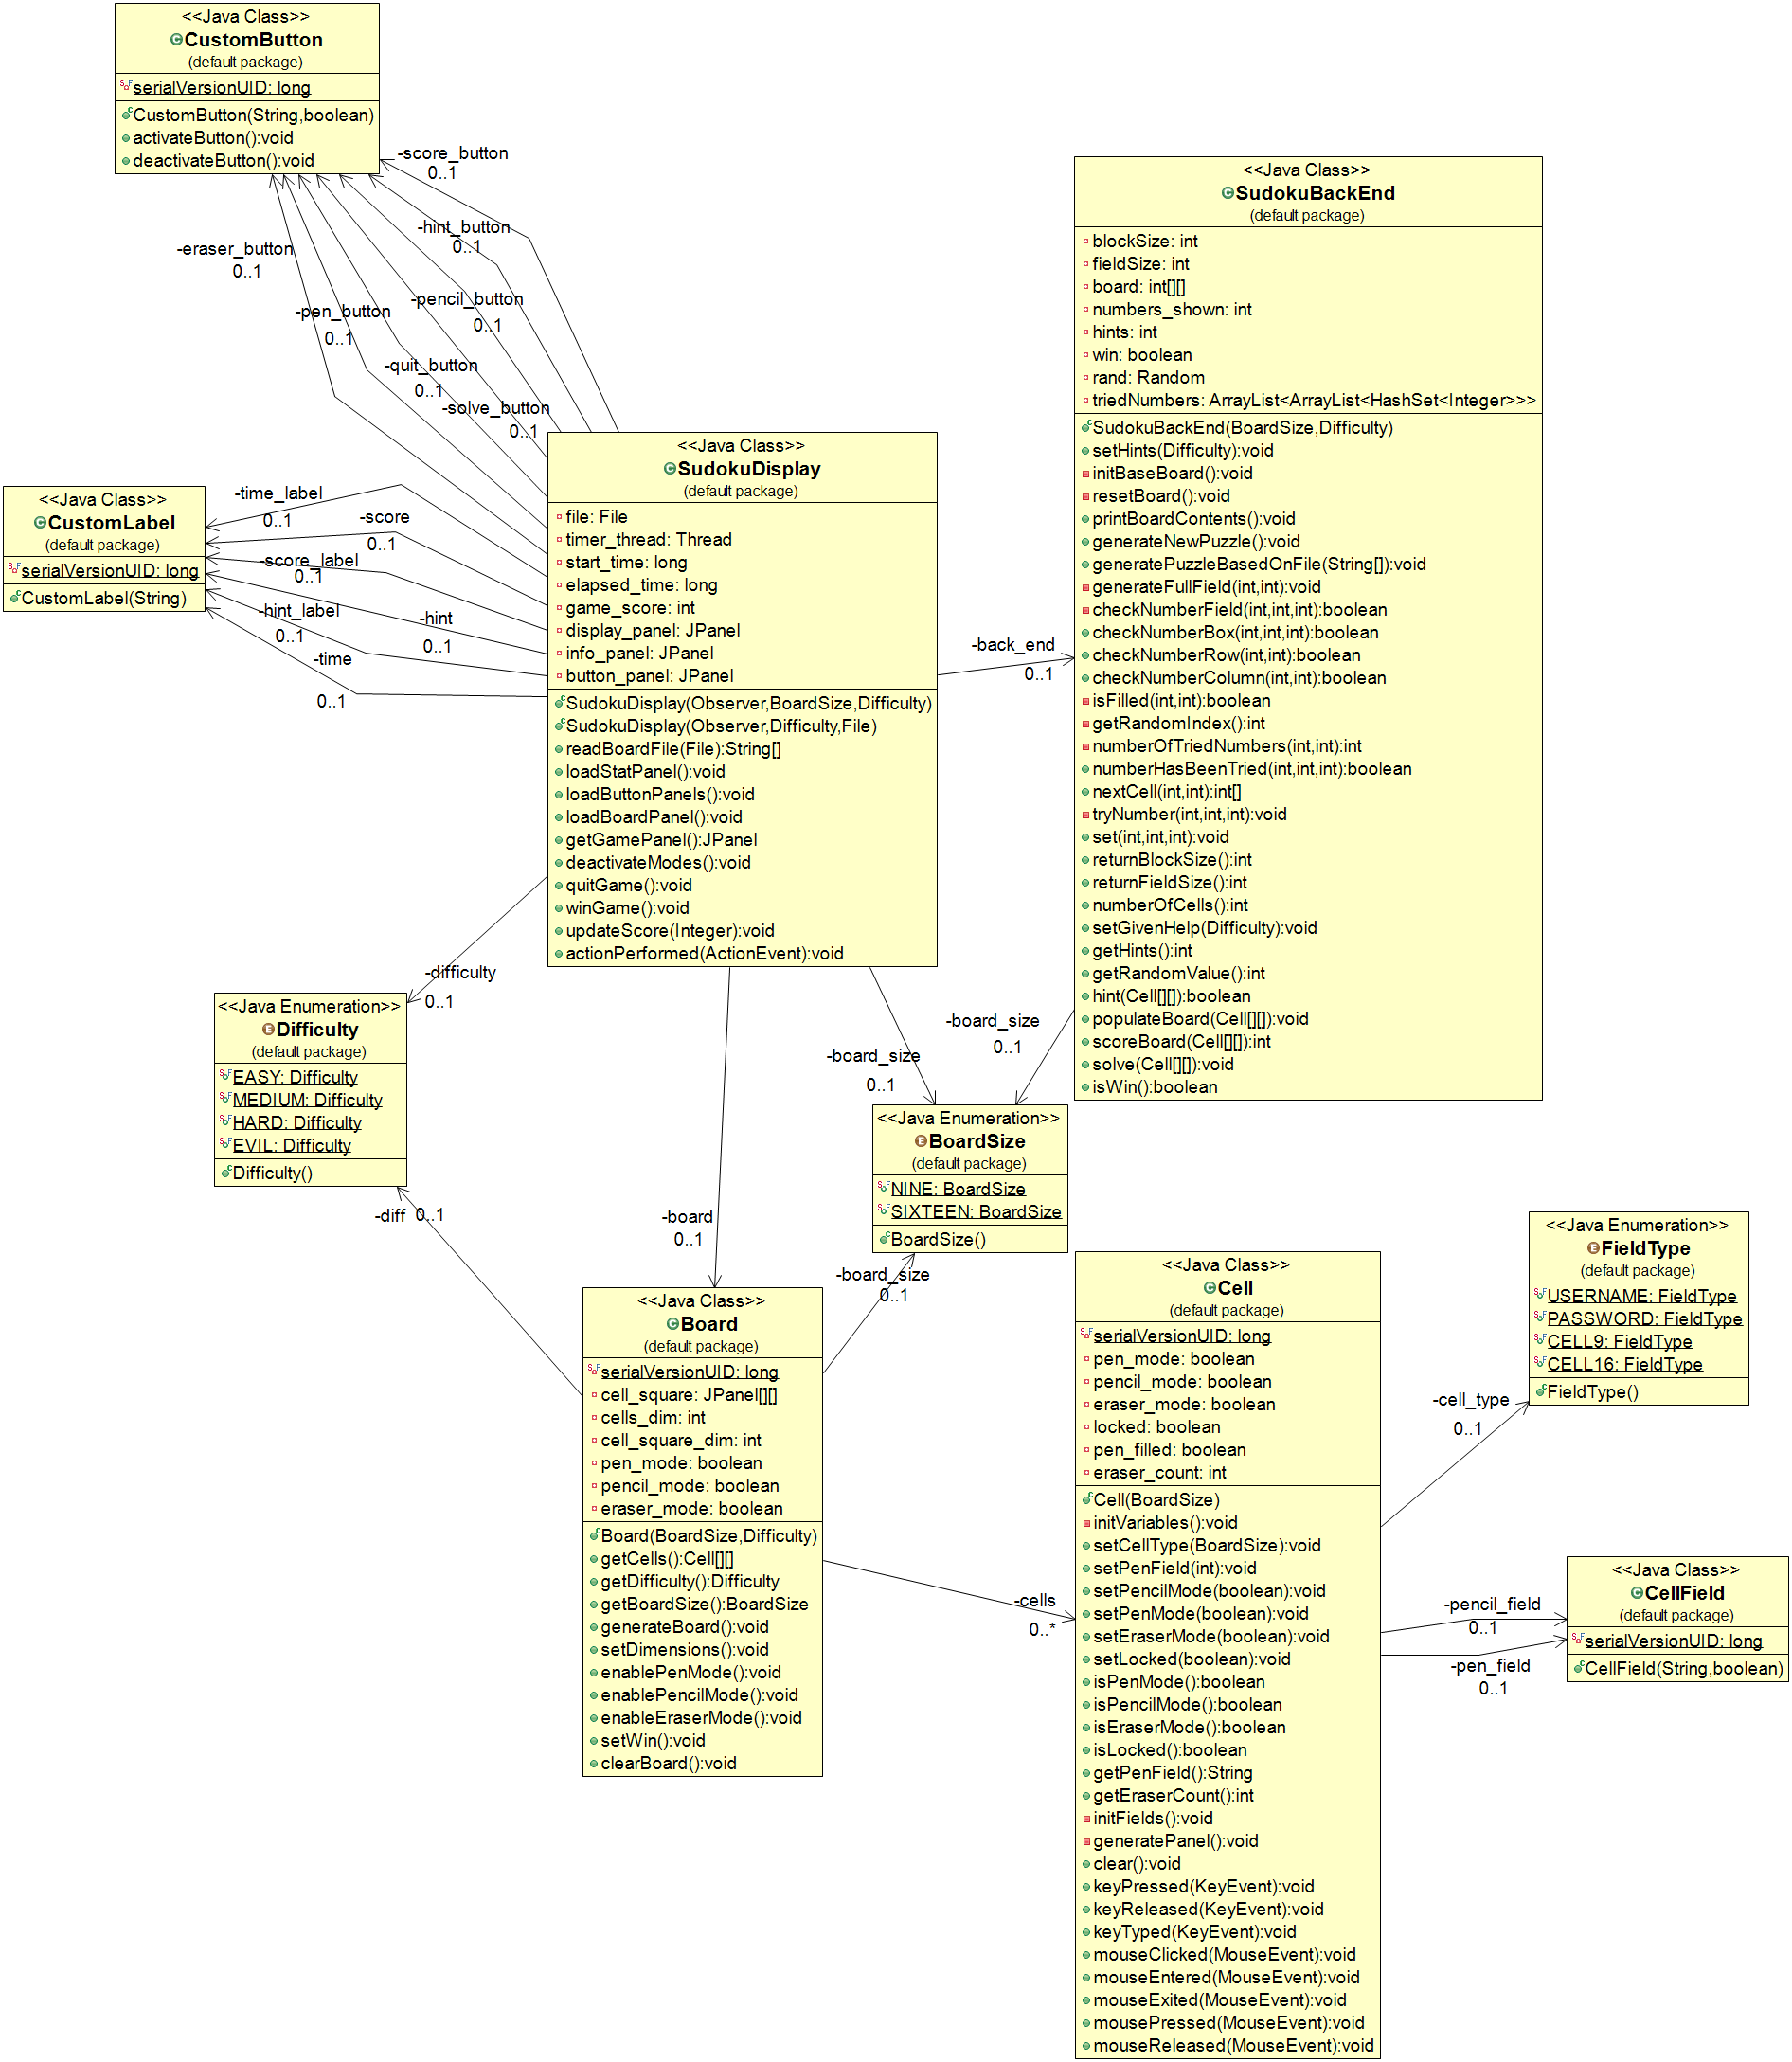 <<Java Class>>
CustomButton
(default package)
serialVersionUID: long
CustomButton(String,boolean)
activateButton():void
deactivateButton():void
-score_button
0..1
-hint_button
0..1
-eraser_button
0..1
-pencil_button
0..1
-pen_button
0..1
-quit_button
0..1
-solve_button
0..1
<<Java Class>>
CustomLabel
(default package)
serialVersionUID: long
CustomLabel(String)
-time_label
0..1
-score
0..1
-score_label
0..1
-hint_label
0..1
-hint
0..1
-time
0..1
<<Java Class>>
SudokuDisplay
(default package)
file: File
timer_thread: Thread
start_time: long
elapsed_time: long
game_score: int
display_panel: JPanel
info_panel: JPanel
button_panel: JPanel
SudokuDisplay(Observer,BoardSize,Difficulty)
SudokuDisplay(Observer,Difficulty,File)
readBoardFile(File):String[]
loadStatPanel():void
loadButtonPanels():void
loadBoardPanel():void
getGamePanel():JPanel
deactivateModes():void
quitGame():void
winGame():void
updateScore(Integer):void
actionPerformed(ActionEvent):void
-back_end
0..1
<<Java Class>>
SudokuBackEnd
(default package)
blockSize: int
fieldSize: int
board: int[][]
numbers_shown: int
hints: int
win: boolean
rand: Random
triedNumbers: ArrayList<ArrayList<HashSet<Integer>>>
SudokuBackEnd(BoardSize,Difficulty)
setHints(Difficulty):void
initBaseBoard():void
resetBoard():void
printBoardContents():void
generateNewPuzzle():void
generatePuzzleBasedOnFile(String[]):void
generateFullField(int,int):void
checkNumberField(int,int,int):boolean
checkNumberBox(int,int,int):boolean
checkNumberRow(int,int):boolean
checkNumberColumn(int,int):boolean
isFilled(int,int):boolean
getRandomIndex():int
numberOfTriedNumbers(int,int):int
numberHasBeenTried(int,int,int):boolean
nextCell(int,int):int[]
tryNumber(int,int,int):void
set(int,int,int):void
returnBlockSize():int
returnFieldSize():int
numberOfCells():int
setGivenHelp(Difficulty):void
getHints():int
getRandomValue():int
hint(Cell[][]):boolean
populateBoard(Cell[][]):void
scoreBoard(Cell[][]):int
solve(Cell[][]):void
isWin():boolean
-difficulty
0..1
<<Java Enumeration>>
Difficulty
(default package)
EASY: Difficulty
MEDIUM: Difficulty
HARD: Difficulty
EVIL: Difficulty
Difficulty()
-diff 0..1
-board_size
0..1
-board_size
0..1
<<Java Enumeration>>
BoardSize
(default package)
NINE: BoardSize
SIXTEEN: BoardSize
BoardSize()
-board
0..1
-board_size
0..1
<<Java Class>>
Board
(default package)
serialVersionUID: long
cell_square: JPanel[][]
cells_dim: int
cell_square_dim: int
pen_mode: boolean
pencil_mode: boolean
eraser_mode: boolean
Board(BoardSize,Difficulty)
getCells():Cell[][]
getDifficulty():Difficulty
getBoardSize():BoardSize
generateBoard():void
setDimensions():void
enablePenMode():void
enablePencilMode():void
enableEraserMode():void
setWin():void
clearBoard():void
-cells
0..*
<<Java Class>>
Cell
(default package)
serialVersionUID: long
pen_mode: boolean
pencil_mode: boolean
eraser_mode: boolean
locked: boolean
pen_filled: boolean
eraser_count: int
Cell(BoardSize)
initVariables():void
setCellType(BoardSize):void
setPenField(int):void
setPencilMode(boolean):void
setPenMode(boolean):void
setEraserMode(boolean):void
setLocked(boolean):void
isPenMode():boolean
isPencilMode():boolean
isEraserMode():boolean
isLocked():boolean
getPenField():String
getEraserCount():int
initFields():void
generatePanel():void
clear():void
keyPressed(KeyEvent):void
keyReleased(KeyEvent):void
keyTyped(KeyEvent):void
mouseClicked(MouseEvent):void
mouseEntered(MouseEvent):void
mouseExited(MouseEvent):void
mousePressed(MouseEvent):void
mouseReleased(MouseEvent):void
<<Java Enumeration>>
FieldType
(default package)
USERNAME: FieldType
PASSWORD: FieldType
CELL9: FieldType
CELL16: FieldType
FieldType()
-cell_type
0..1
-pencil_field
0..1
-pen_field
0..1
<<Java Class>>
CellField
(default package)
serialVersionUID: long
CellField(String,boolean)